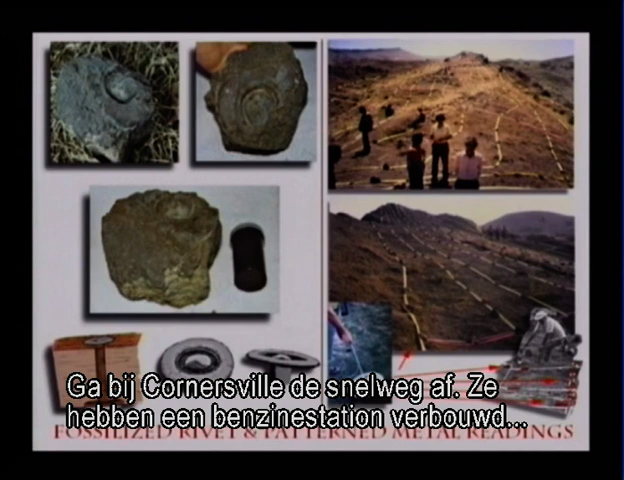 Ga bij Cornersville de snelweg af. Ze
hebben een benzinestation verbouwd...
FOSSILIZED RIVET & PATTERNED METAL READINGS